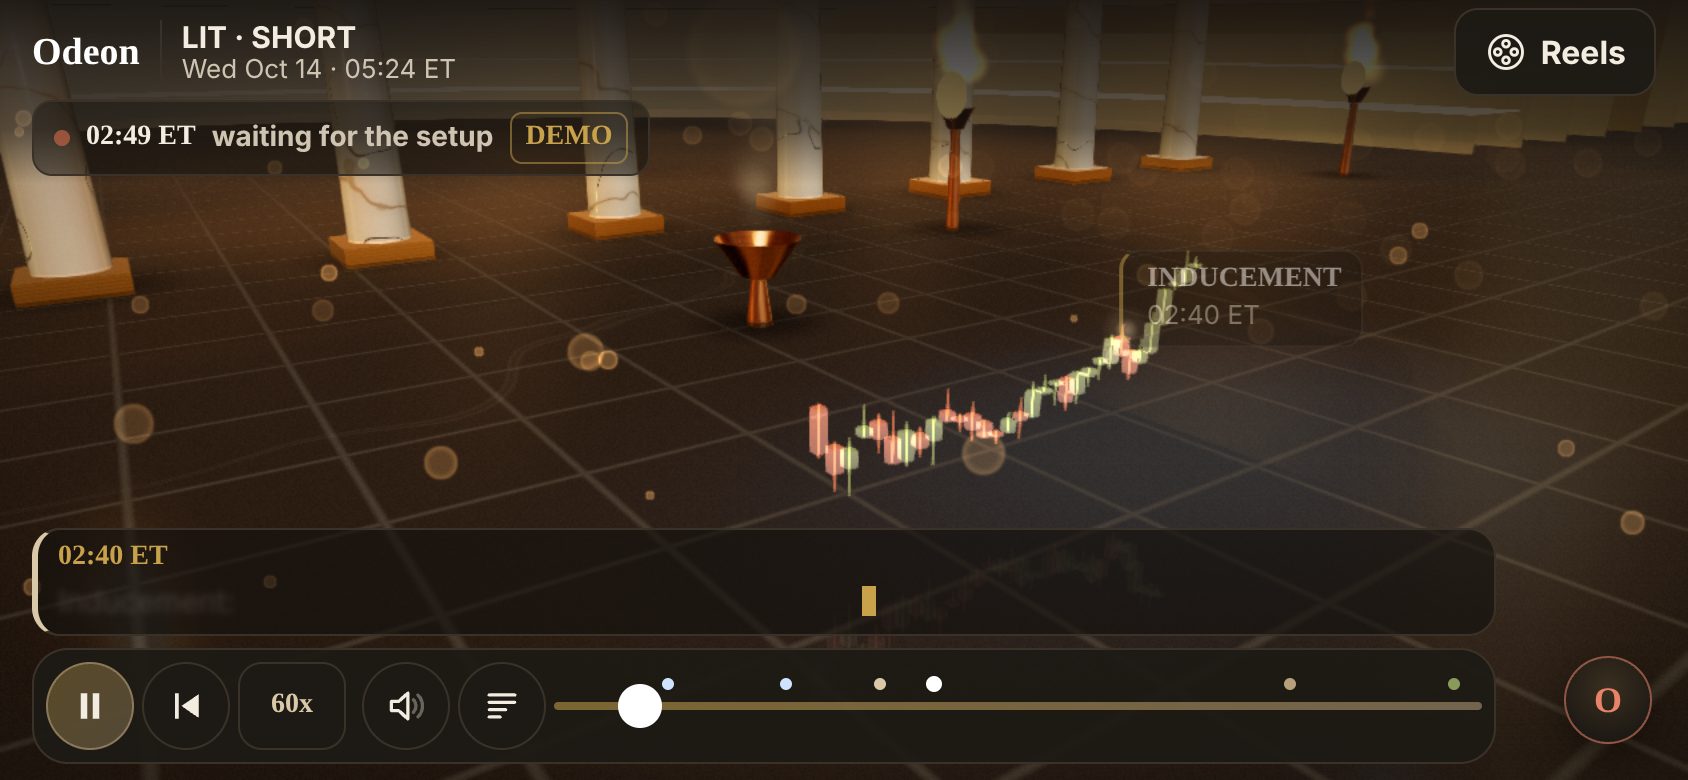 Odeon
LIT · SHORT
Wed Oct 14 · 05:24 ET
Reels
02:49 ET waiting for the setup DEMO
INDUCEMENT
02:40 ET
02:40 ET
Inducement:
60x
O